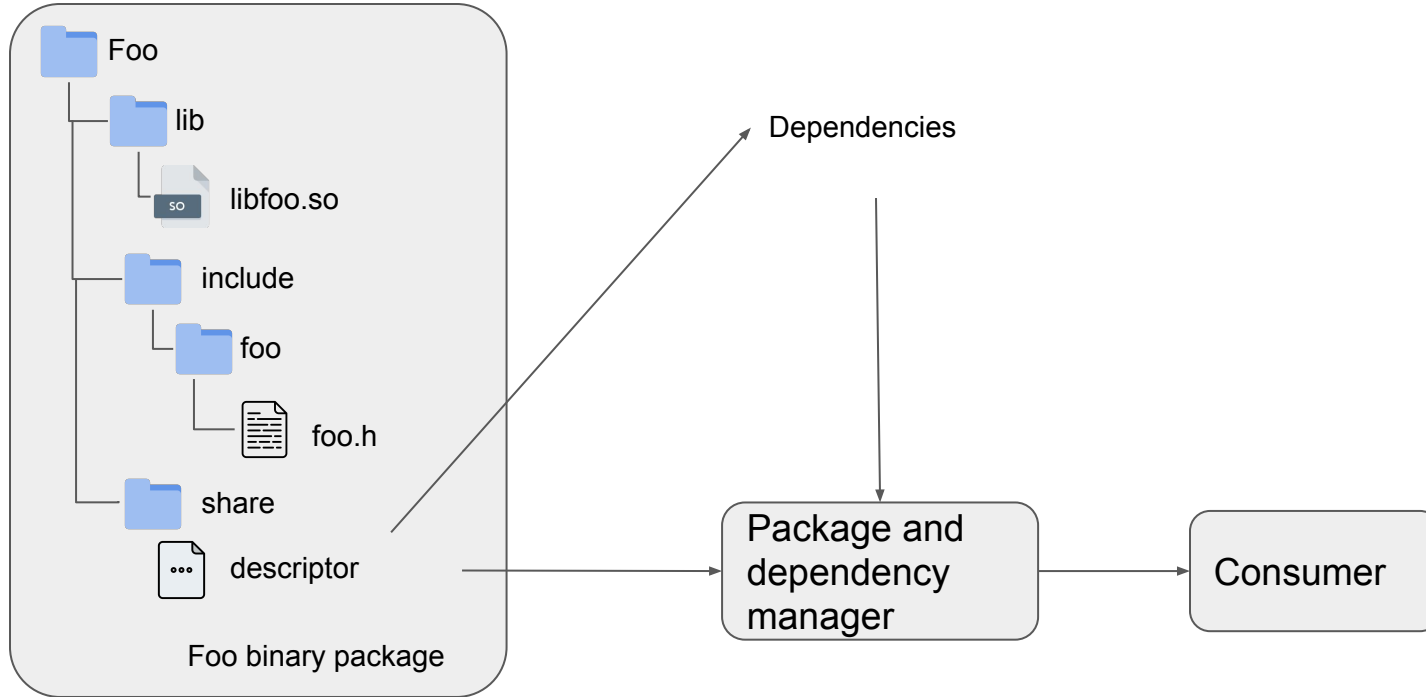 Foo
lib
SO
libfoo.so
include
foo
foo.h
share
descriptor
Foo binary package
Dependencies
Package and
dependency
manager
Consumer